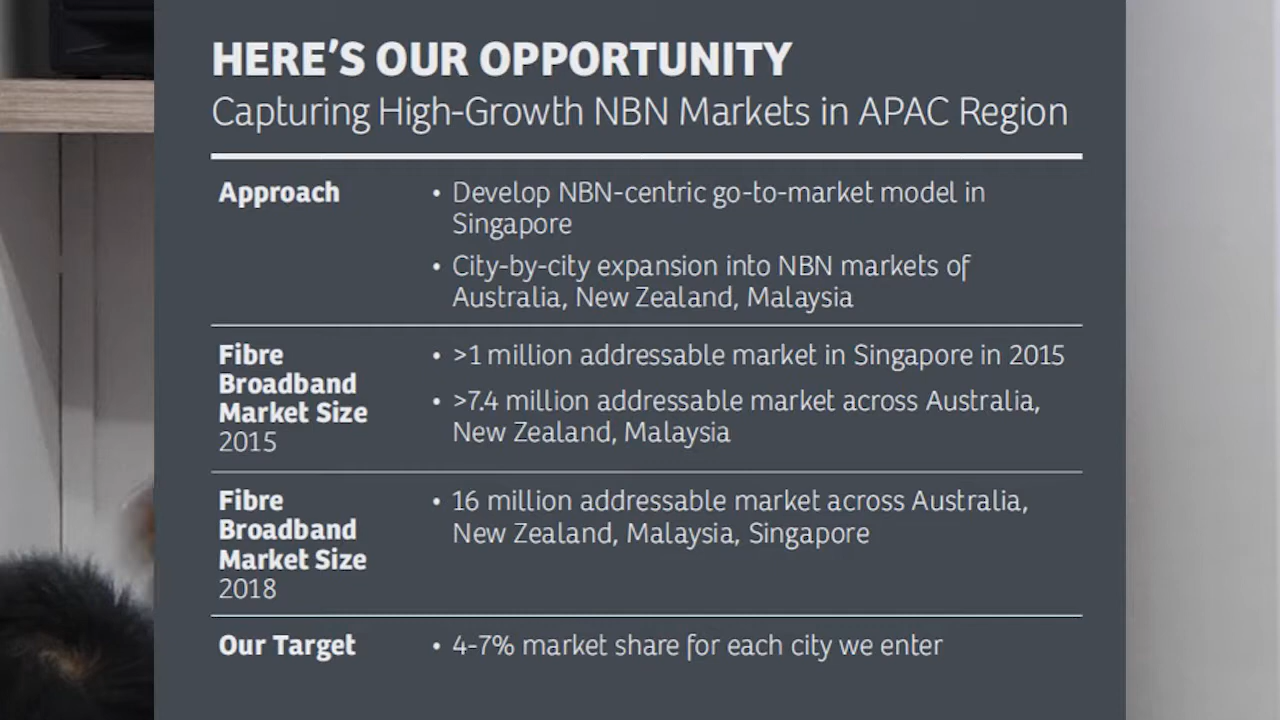 HERE'S OUR OPPORTUNITY
Capturing High-Growth NBN Markets in APAC Region
Approach
• Develop NBN-centric go-to-market model in
Singapore
• City-by-city expansion into NBN markets of
Australia, New Zealand, Malaysia
Fibre
Broadband
Market Size
2015
• >1 million addressable market in Singapore in 2015
• >7.4 million addressable market across Australia,
New Zealand, Malaysia
Fibre
Broadband
Market Size
2018
• 16 million addressable market across Australia,
New Zealand, Malaysia, Singapore
Our Target
• 4-7% market share for each city we enter